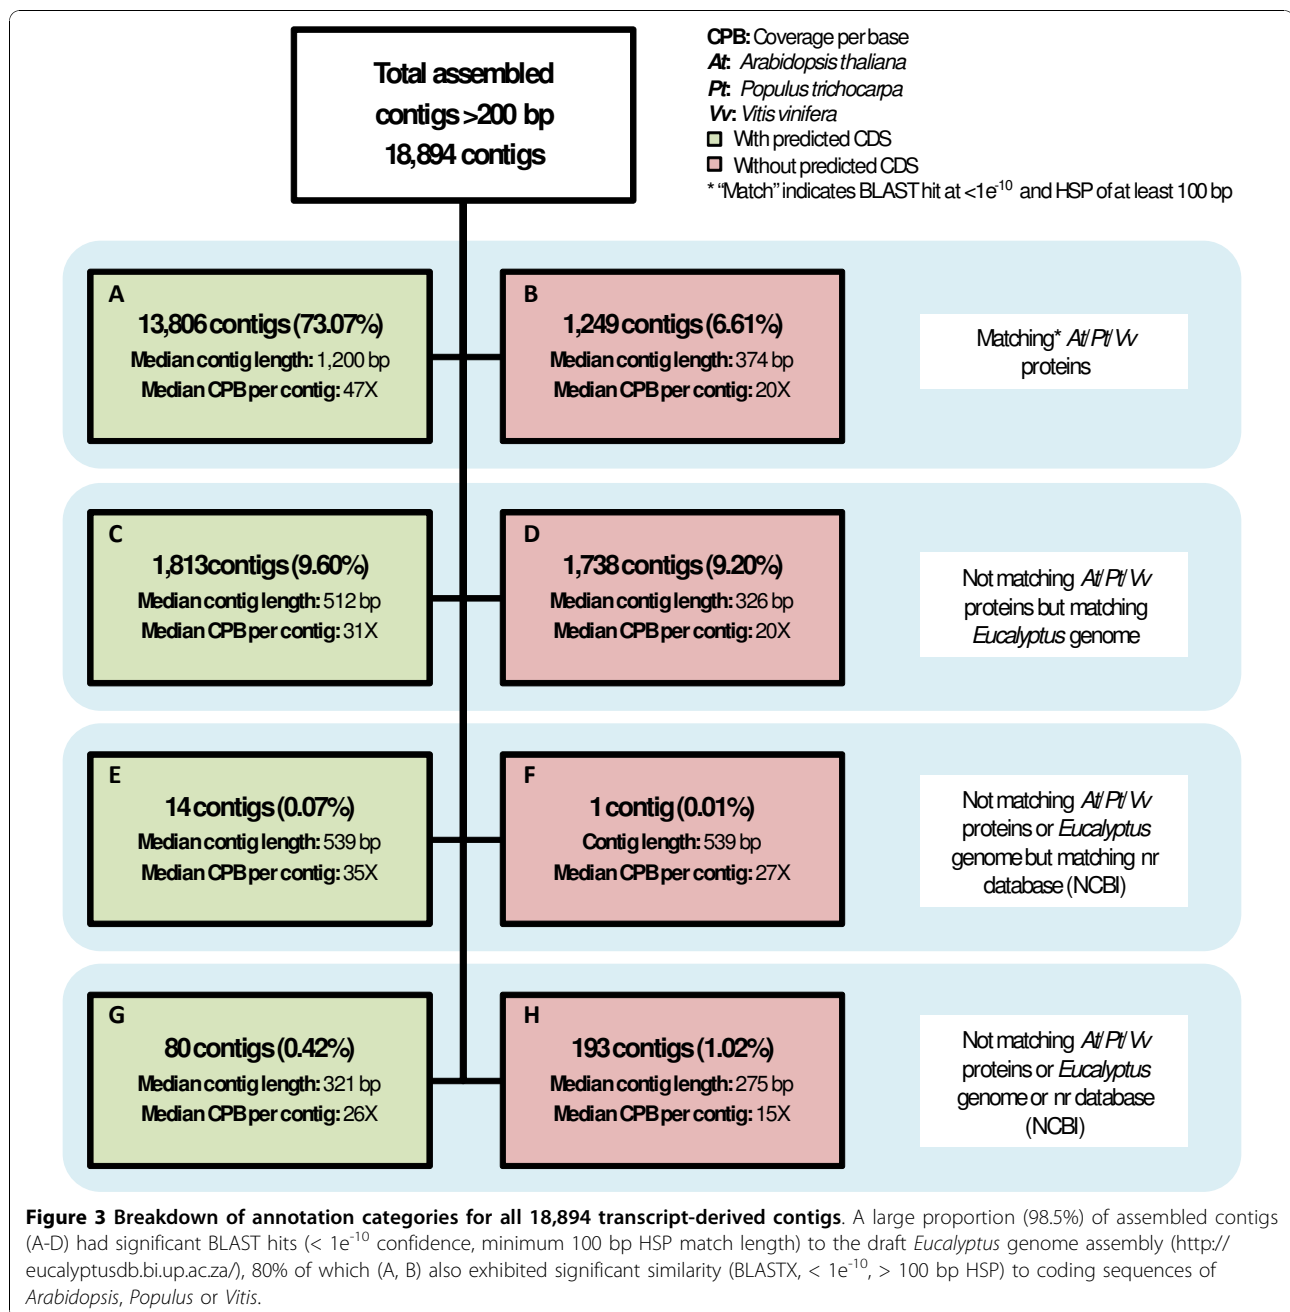 Total assembled
contigs >200 bp
18,894 contigs
CPB: Coverage per base
At: Arabidopsis thaliana
Pt: Populus trichocarpa
Vv: Vitis vinifera
With predicted CDS
Without predicted CDS
* “Match” indicates BLAST hit at <1e-10 and HSP of at least 100 bp
A
13,806 contigs (73.07%)
Median contig length: 1,200 bp
Median CPB per contig: 47X
B
1,249 contigs (6.61%)
Median contig length: 374 bp
Median CPB per contig: 20X
Matching* At/Pt/Vv
proteins
C
1,813contigs (9.60%)
Median contig length: 512 bp
Median CPB per contig: 31X
D
1,738 contigs (9.20%)
Median contig length: 326 bp
Median CPB per contig: 20X
Not matching At/Pt/Vv
proteins but matching
Eucalyptus genome
E
14 contigs (0.07%)
Median contig length: 539 bp
Median CPB per contig: 35X
F
1 contig (0.01%)
Contig length: 539 bp
Median CPB per contig: 27X
Not matching At/Pt/Vv
proteins or Eucalyptus
genome but matching nr
database (NCBI)
G
80 contigs (0.42%)
Median contig length: 321 bp
Median CPB per contig: 26X
H
193 contigs (1.02%)
Median contig length: 275 bp
Median CPB per contig: 15X
Not matching At/Pt/Vv
proteins or Eucalyptus
genome or nr database
(NCBI)
Figure 3 Breakdown of annotation categories for all 18,894 transcript-derived contigs. A large proportion (98.5%) of assembled contigs
(A-D) had significant BLAST hits (< 1e-10 confidence, minimum 100 bp HSP match length) to the draft Eucalyptus genome assembly (http://
eucalyptusdb.bi.up.ac.za/), 80% of which (A, B) also exhibited significant similarity (BLASTX, < 1e-10, > 100 bp HSP) to coding sequences of
Arabidopsis, Populus or Vitis.